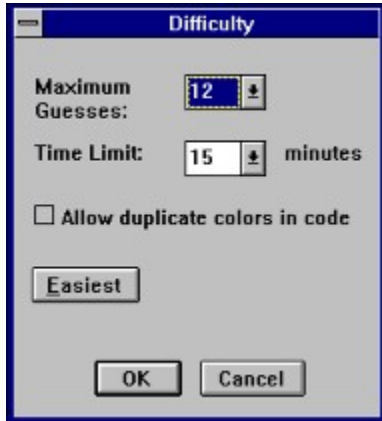 Difficulty
Maximum
Guesses:
12
Time Limit:
15
minutes
Allow duplicate colors in code
Easiest
OK
Cancel